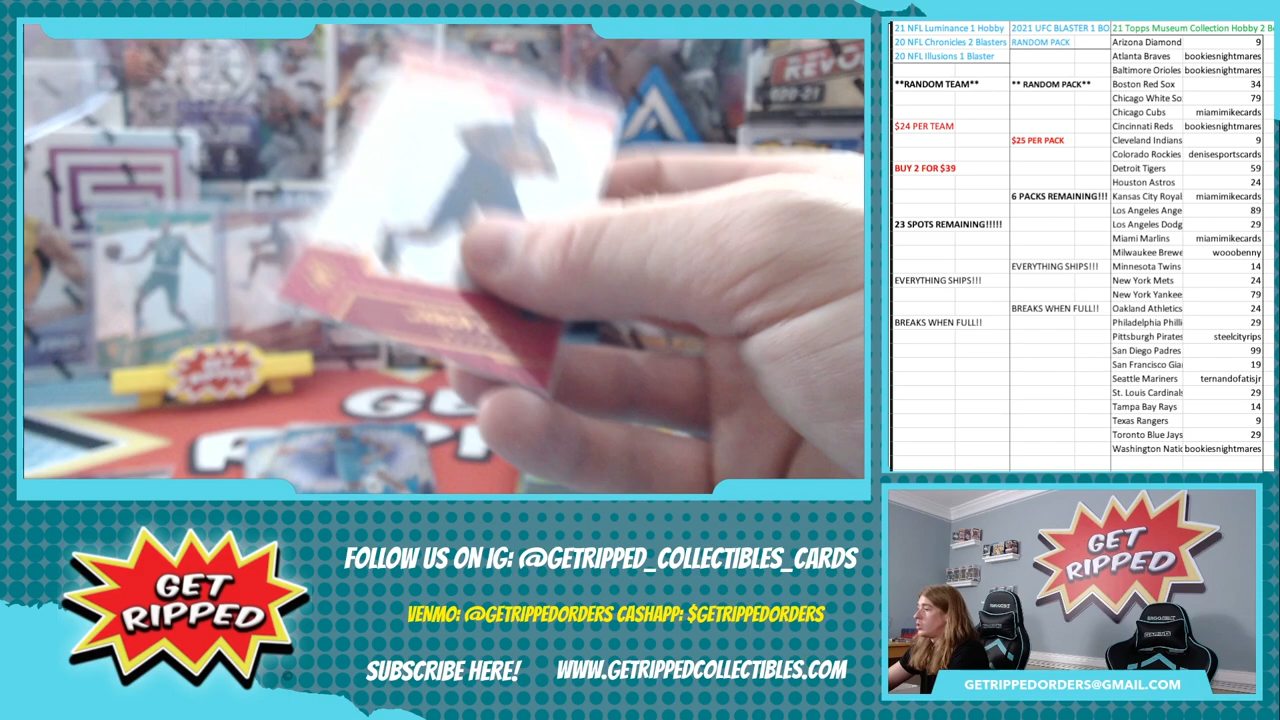 REVO
020-21
GET
RIPPED
GE
21 NFL Luminance 1 Hobby
20 NFL Chronicles 2 Blasters
20 NFL Illusions 1 Blaster
**RANDOM TEAM**
$24 PER TEAM
BUY 2 FOR $39
23 SPOTS REMAINING!!!!!
EVERYTHING SHIPS!!!
BREAKS WHEN FULL!!
2021 UFC BLASTER 1 BO
RANDOM PACK
** RANDOM PACK**
$25 PER PACK
6 PACKS REMAINING!!!
EVERYTHING SHIPS!!!
BREAKS WHEN FULL!!
21 Topps Museum Collection Hobby 2 B
Arizona Diamond 9
Atlanta Braves bookiesnightmares
Baltimore Orioles bookiesnightmares
Boston Red Sox 34
Chicago White So 79
Chicago Cubs miamimikecards
Cincinnati Reds bookiesnightmares
Cleveland Indians 9
Colorado Rockies denisesportscards
Detroit Tigers 59
Houston Astros 24
Kansas City Royal miamimikecards
Los Angeles Ange 89
Los Angeles Dodg 29
Miami Marlins miamimikecards
Milwaukee Brewe wooobenny
Minnesota Twins 14
New York Mets 24
New York Yankee 79
Oakland Athletics 24
Philadelphia Philli 29
Pittsburgh Pirates steelcityrips
San Diego Padres 99
San Francisco Gia 19
Seattle Mariners ternandofatisjr
St. Louis Cardinals 29
Tampa Bay Rays 14
Texas Rangers 9
Toronto Blue Jays 29
Washington Natio bookiesnightmares
GET
RIPPED
FOLLOW US ON IG: @GETRIPPED_COLLECTIBLES_CARDS
VENMO: @GETRIPPEDORDERS CASHAPP: $GETRIPPEDORDERS
SUBSCRIBE HERE! WWW.GETRIPPEDCOLLECTIBLES.COM
GET
RIPPED
GETRIPPEDORDERS@GMAIL.COM